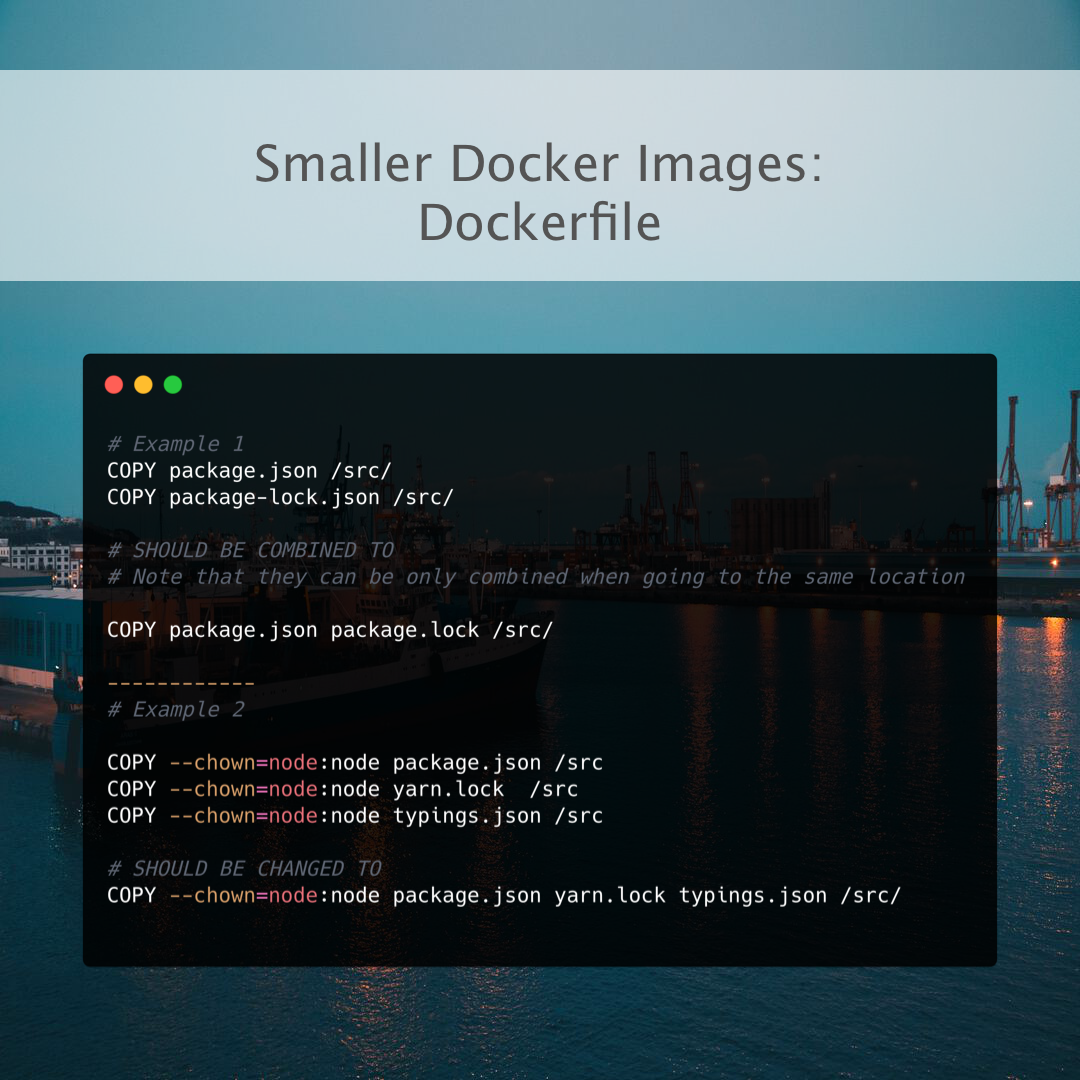 Smaller Docker Images:
Dockerfile
# Example 1
COPY package.json /src/
COPY package-lock.json /src/
# SHOULD BE COMBINED TO
# Note that they can be only combined when going to the same location
COPY package.json package.lock /src/
------------
# Example 2
COPY --chown=node:node package.json /src
COPY --chown=node:node yarn.lock  /src
COPY --chown=node:node typings.json /src
# SHOULD BE CHANGED TO
COPY --chown=node:node package.json yarn.lock typings.json /src/